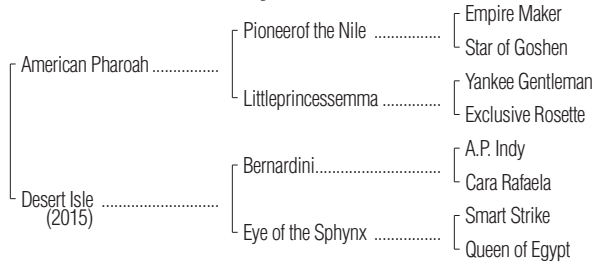 Empire Maker
Pioneerof the Nile ................
Star of Goshen
American Pharoah ................
Yankee Gentleman
Littleprincessemma ..............
Exclusive Rosette
A.P. Indy
Bernardini..............................
Cara Rafaela
Desert Isle ............................
(2015)
Smart Strike
Eye of the Sphynx ................
Queen of Egypt